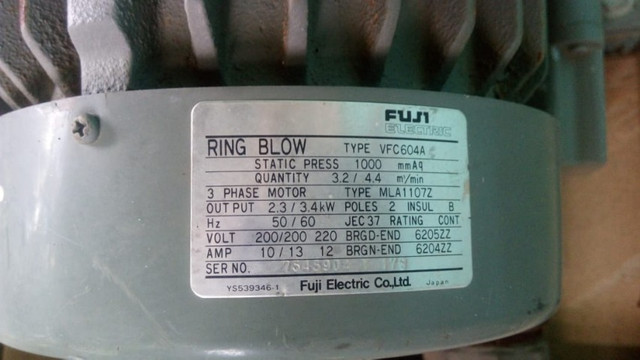 FUJI
ELECTRIC
RING BLOW TYPE VFC604A
STATIC PRESS 1000 mmAq
QUANTITY 3.2 / 4.4 m³/min
3 PHASE MOTOR TYPE MLA1107Z
OUTPUT 2.3 / 3.4kW POLES 2 INSUL B
Hz 50 / 60 JEC37 RATING CONT
VOLT 200/200 220 BRGD-END 6205ZZ
AMP 10 / 13 12 BRGN-END 6204ZZ
SER NO.
YS539346-1 Fuji Electric Co.,Ltd. Japan